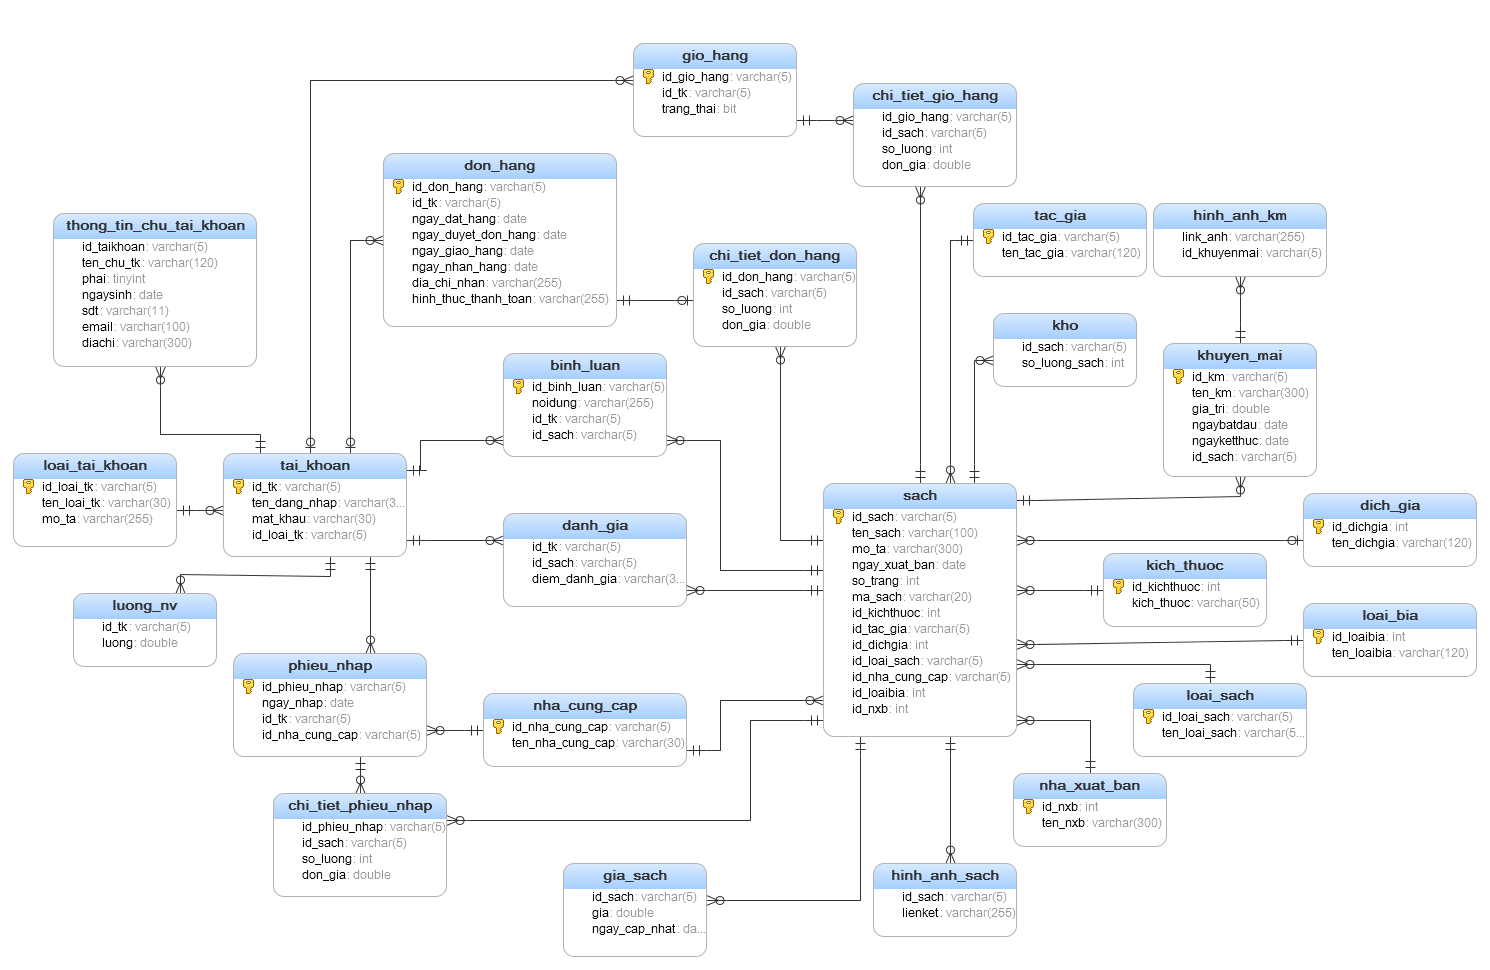 gio_hang
id_gio_hang: varchar(5)
id_tk: varchar(5)
trang_thai: bit
chi_tiet_gio_hang
id_gio_hang: varchar(5)
id_sach: varchar(5)
so_luong: int
don_gia: double
don_hang
id_don_hang: varchar(5)
id_tk: varchar(5)
ngay_dat_hang: date
ngay_duyet_don_hang: date
ngay_giao_hang: date
ngay_nhan_hang: date
dia_chi_nhan: varchar(255)
hinh_thuc_thanh_toan: varchar(255)
thong_tin_chu_tai_khoan
id_taikhoan: varchar(5)
ten_chu_tk: varchar(120)
phai: tinyint
ngaysinh: date
sdt: varchar(11)
email: varchar(100)
diachi: varchar(300)
tac_gia
id_tac_gia: varchar(5)
ten_tac_gia: varchar(120)
hinh_anh_km
link_anh: varchar(255)
id_khuyenmai: varchar(5)
chi_tiet_don_hang
id_don_hang: varchar(5)
id_sach: varchar(5)
so_luong: int
don_gia: double
kho
id_sach: varchar(5)
so_luong_sach: int
khuyen_mai
id_km: varchar(5)
ten_km: varchar(300)
gia_tri: double
ngaybatdau: date
ngayketthuc: date
id_sach: varchar(5)
binh_luan
id_binh_luan: varchar(5)
noidung: varchar(255)
id_tk: varchar(5)
id_sach: varchar(5)
loai_tai_khoan
id_loai_tk: varchar(5)
ten_loai_tk: varchar(30)
mo_ta: varchar(255)
tai_khoan
id_tk: varchar(5)
ten_dang_nhap: varchar(3...
mat_khau: varchar(30)
id_loai_tk: varchar(5)
danh_gia
id_tk: varchar(5)
id_sach: varchar(5)
diem_danh_gia: varchar(3...
sach
id_sach: varchar(5)
ten_sach: varchar(100)
mo_ta: varchar(300)
ngay_xuat_ban: date
so_trang: int
ma_sach: varchar(20)
id_kichthuoc: int
id_tac_gia: varchar(5)
id_dichgia: int
id_loai_sach: varchar(5)
id_nha_cung_cap: varchar(5)
id_loaibia: int
id_nxb: int
dich_gia
id_dichgia: int
ten_dichgia: varchar(120)
kich_thuoc
id_kichthuoc: int
kich_thuoc: varchar(50)
loai_bia
id_loaibia: int
ten_loaibia: varchar(120)
luong_nv
id_tk: varchar(5)
luong: double
phieu_nhap
id_phieu_nhap: varchar(5)
ngay_nhap: date
id_tk: varchar(5)
id_nha_cung_cap: varchar(5)
nha_cung_cap
id_nha_cung_cap: varchar(5)
ten_nha_cung_cap: varchar(30)
loai_sach
id_loai_sach: varchar(5)
ten_loai_sach: varchar(5...
nha_xuat_ban
id_nxb: int
ten_nxb: varchar(300)
chi_tiet_phieu_nhap
id_phieu_nhap: varchar(5)
id_sach: varchar(5)
so_luong: int
don_gia: double
gia_sach
id_sach: varchar(5)
gia: double
ngay_cap_nhat: da...
hinh_anh_sach
id_sach: varchar(5)
lienket: varchar(255)